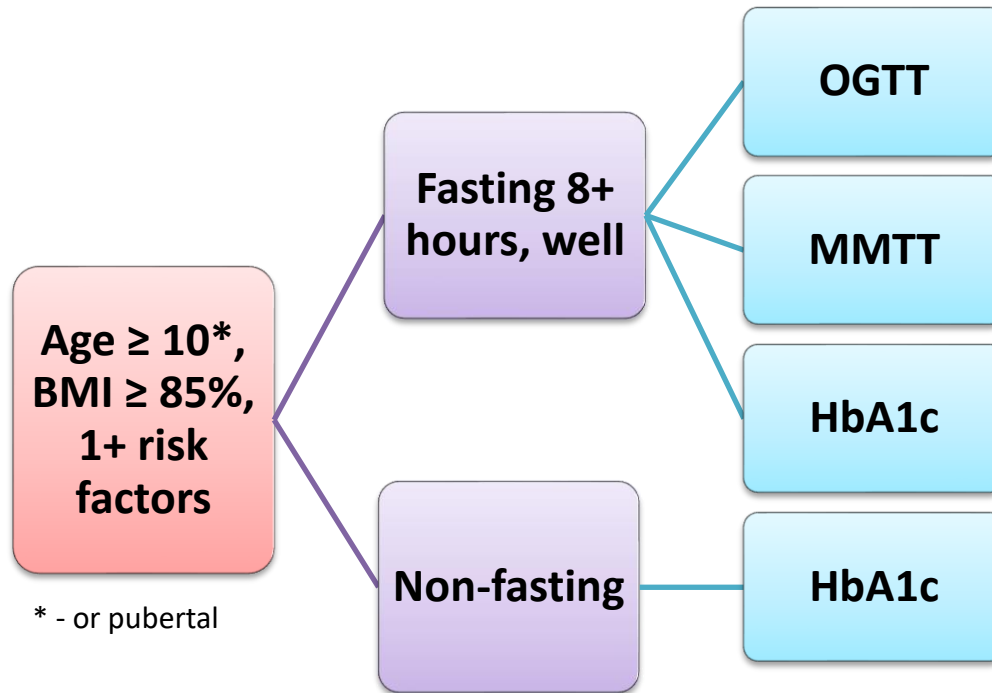 Age ≥ 10*,
BMI ≥ 85%,
1+ risk
factors
* - or pubertal
Fasting 8+
hours, well
Non-fasting
OGTT
MMTT
HbA1c
HbA1c